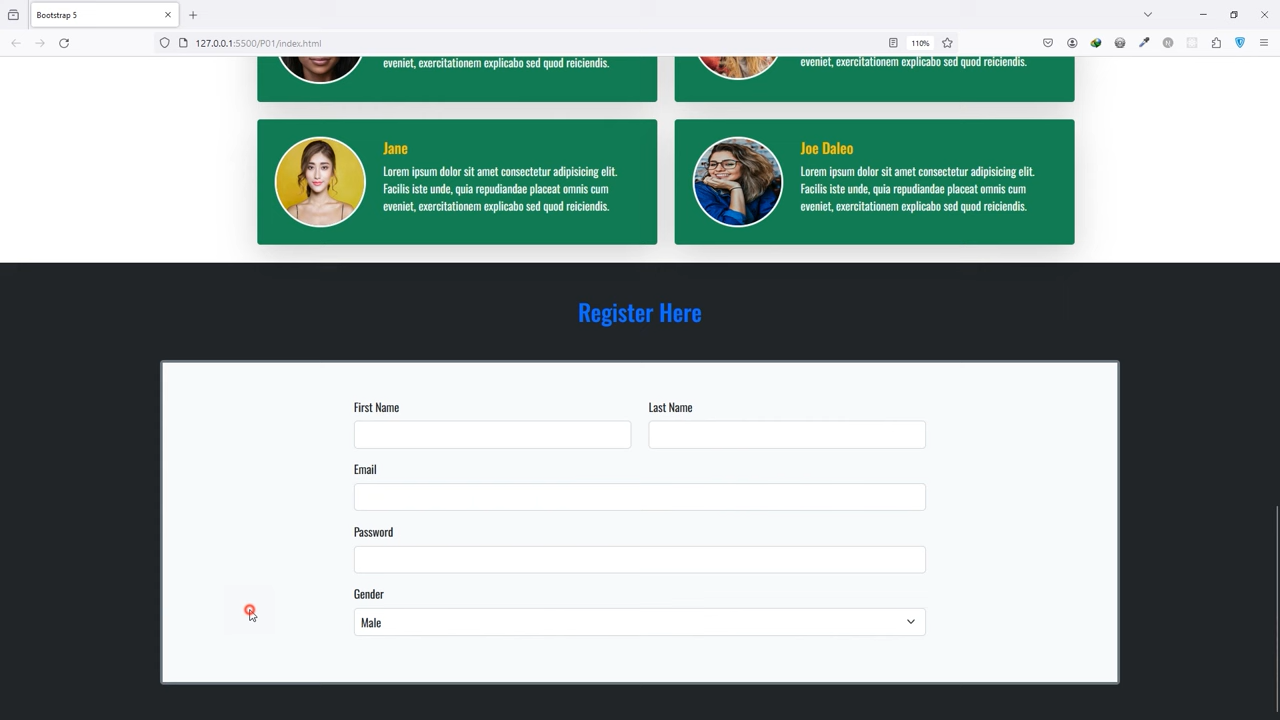 Bootstrap 5
127.0.0.1:5500/P01/index.html
110%
eveniet, exercitationem explicabo sed quod reiciendis.
eveniet, exercitationem explicabo sed quod reiciendis.
Jane
Lorem ipsum dolor sit amet consectetur adipisicing elit.
Facilis iste unde, quia repudiandae placeat omnis cum
eveniet, exercitationem explicabo sed quod reiciendis.
Joe Daleo
Lorem ipsum dolor sit amet consectetur adipisicing elit.
Facilis iste unde, quia repudiandae placeat omnis cum
eveniet, exercitationem explicabo sed quod reiciendis.
Register Here
First Name
Last Name
Email
Password
Gender
Male